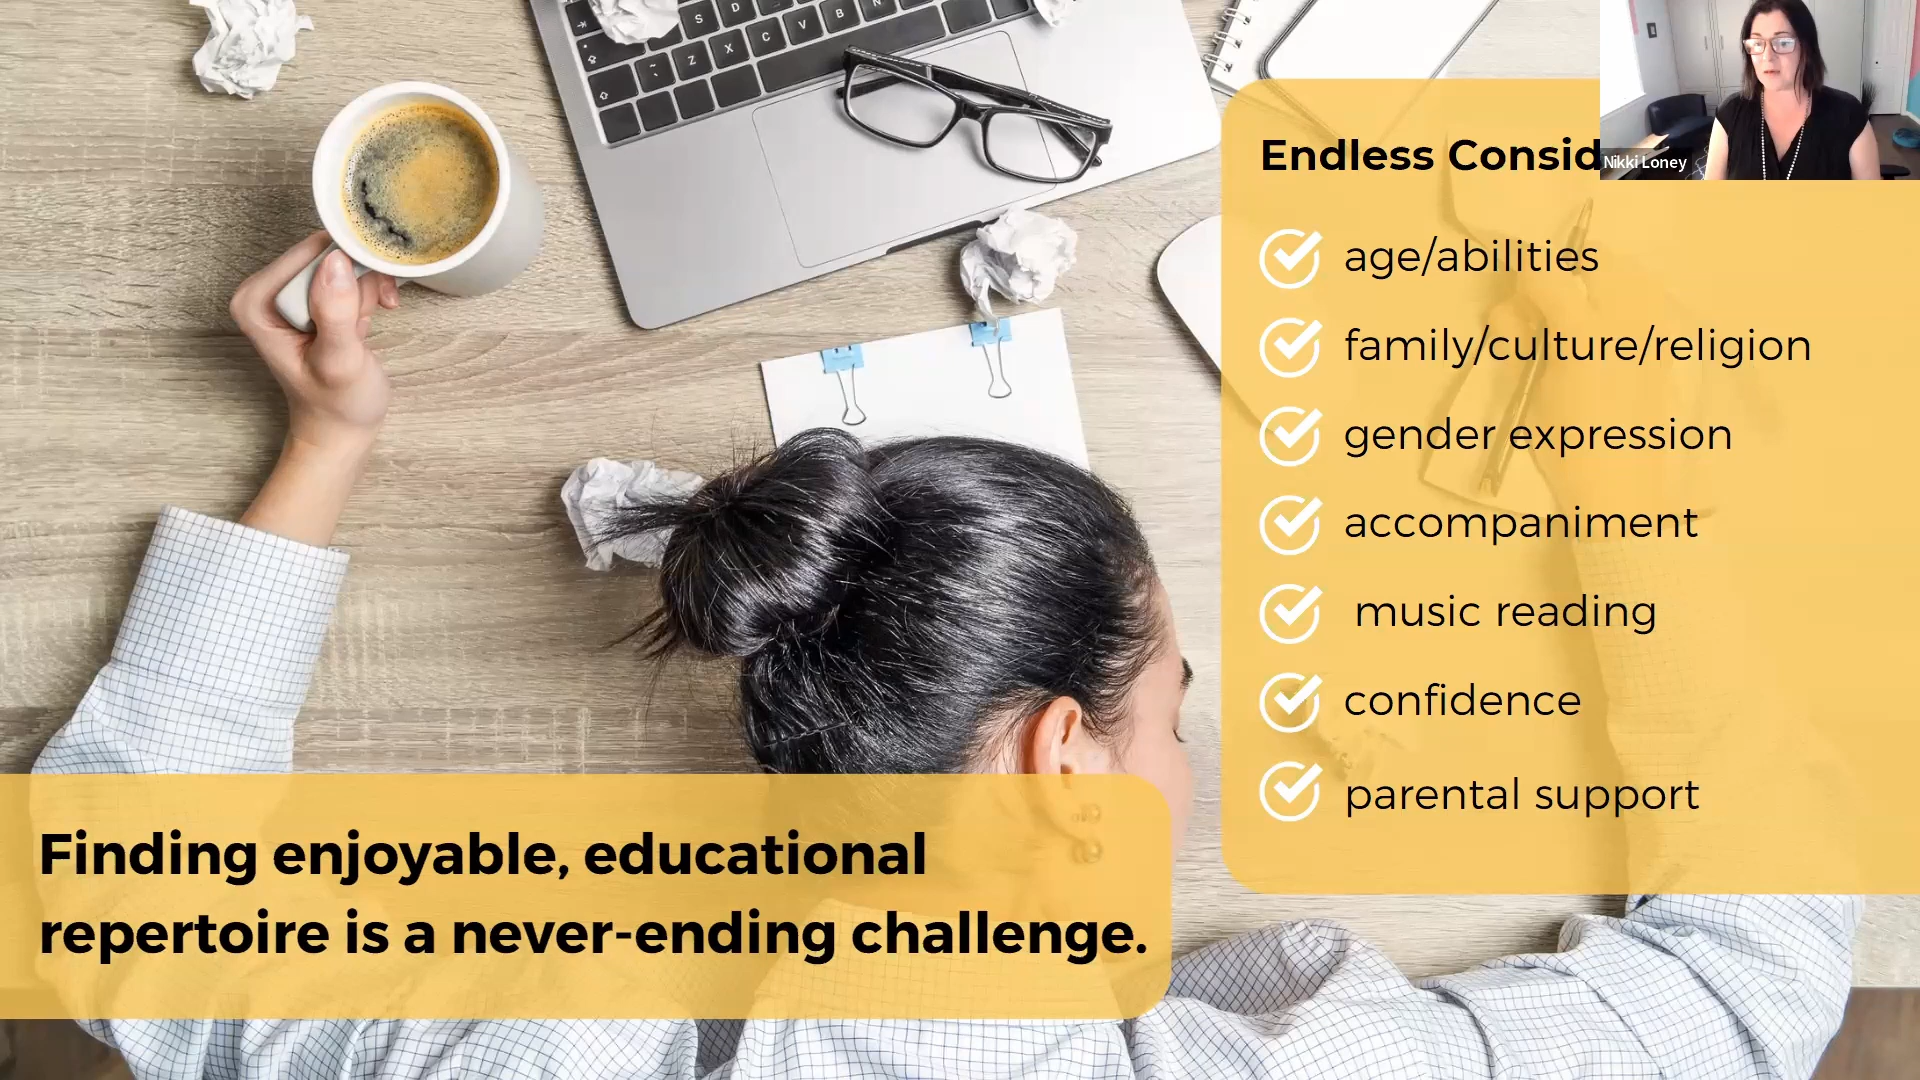 S D
Z X C V B N
Endless Consid
Nikki Loney
age/abilities
family/culture/religion
gender expression
accompaniment
music reading
confidence
parental support
Finding enjoyable, educational
repertoire is a never-ending challenge.